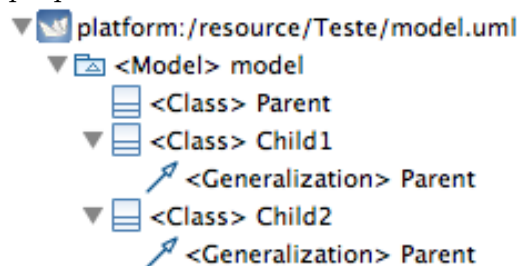 platform:/resource/Teste/model.uml
<Model> model
<Class> Parent
<Class> Child1
<Generalization> Parent
<Class> Child2
<Generalization> Parent